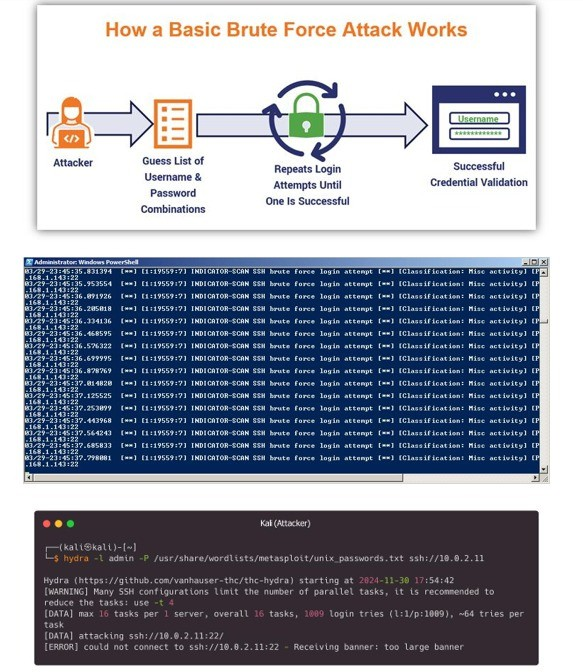 How a Basic Brute Force Attack Works
Attacker
Guess List of
Username &
Password
Combinations
Repeats Login
Attempts Until
One Is Successful
Username
************
Successful
Credential Validation
Administrator: Windows PowerShell
03/29-23:45:35.831394 [**] [1:19559:7] INDICATOR-SCAN SSH brute force login attempt [**] [Classification: Misc activity] [P
.168.1.143:22
03/29-23:45:35.953554 [**] [1:19559:7] INDICATOR-SCAN SSH brute force login attempt [**] [Classification: Misc activity] [P
.168.1.143:22
03/29-23:45:36.091926 [**] [1:19559:7] INDICATOR-SCAN SSH brute force login attempt [**] [Classification: Misc activity] [P
.168.1.143:22
03/29-23:45:36.205018 [**] [1:19559:7] INDICATOR-SCAN SSH brute force login attempt [**] [Classification: Misc activity] [P
.168.1.143:22
03/29-23:45:36.334136 [**] [1:19559:7] INDICATOR-SCAN SSH brute force login attempt [**] [Classification: Misc activity] [P
.168.1.143:22
03/29-23:45:36.468595 [**] [1:19559:7] INDICATOR-SCAN SSH brute force login attempt [**] [Classification: Misc activity] [P
.168.1.143:22
03/29-23:45:36.576322 [**] [1:19559:7] INDICATOR-SCAN SSH brute force login attempt [**] [Classification: Misc activity] [P
.168.1.143:22
03/29-23:45:36.699995 [**] [1:19559:7] INDICATOR-SCAN SSH brute force login attempt [**] [Classification: Misc activity] [P
.168.1.143:22
03/29-23:45:36.878769 [**] [1:19559:7] INDICATOR-SCAN SSH brute force login attempt [**] [Classification: Misc activity] [P
.168.1.143:22
03/29-23:45:37.014820 [**] [1:19559:7] INDICATOR-SCAN SSH brute force login attempt [**] [Classification: Misc activity] [P
.168.1.143:22
03/29-23:45:37.125525 [**] [1:19559:7] INDICATOR-SCAN SSH brute force login attempt [**] [Classification: Misc activity] [P
.168.1.143:22
03/29-23:45:37.253099 [**] [1:19559:7] INDICATOR-SCAN SSH brute force login attempt [**] [Classification: Misc activity] [P
.168.1.143:22
03/29-23:45:37.443968 [**] [1:19559:7] INDICATOR-SCAN SSH brute force login attempt [**] [Classification: Misc activity] [P
.168.1.143:22
03/29-23:45:37.564243 [**] [1:19559:7] INDICATOR-SCAN SSH brute force login attempt [**] [Classification: Misc activity] [P
.168.1.143:22
03/29-23:45:37.685833 [**] [1:19559:7] INDICATOR-SCAN SSH brute force login attempt [**] [Classification: Misc activity] [P
.168.1.143:22
03/29-23:45:37.798081 [**] [1:19559:7] INDICATOR-SCAN SSH brute force login attempt [**] [Classification: Misc activity] [P
.168.1.143:22
Kali (Attacker)
┌──(kali㉿kali)-[~]
└─$ hydra -l admin -P /usr/share/wordlists/metasploit/unix_passwords.txt ssh://10.0.2.11
Hydra (https://github.com/vanhauser-thc/thc-hydra) starting at 2024-11-30 17:54:42
[WARNING] Many SSH configurations limit the number of parallel tasks, it is recommended to
reduce the tasks: use -t 4
[DATA] max 16 tasks per 1 server, overall 16 tasks, 1009 login tries (l:1/p:1009), ~64 tries per
task
[DATA] attacking ssh://10.0.2.11:22/
[ERROR] could not connect to ssh://10.0.2.11:22 - Receiving banner: too large banner